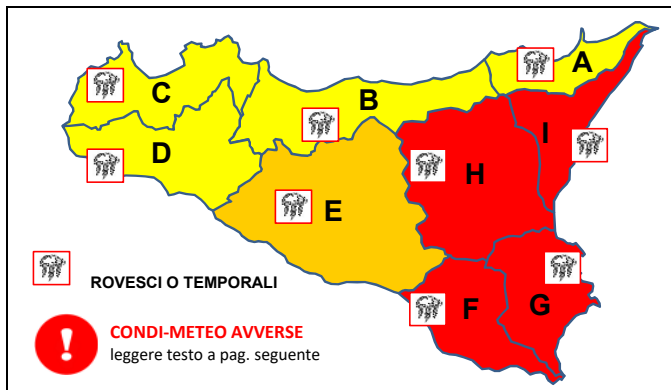 A
C
B
I
D
H
E
ROVESCI O TEMPORALI
F
G
! CONDI-METEO AVVERSE
leggere testo a pag. seguente